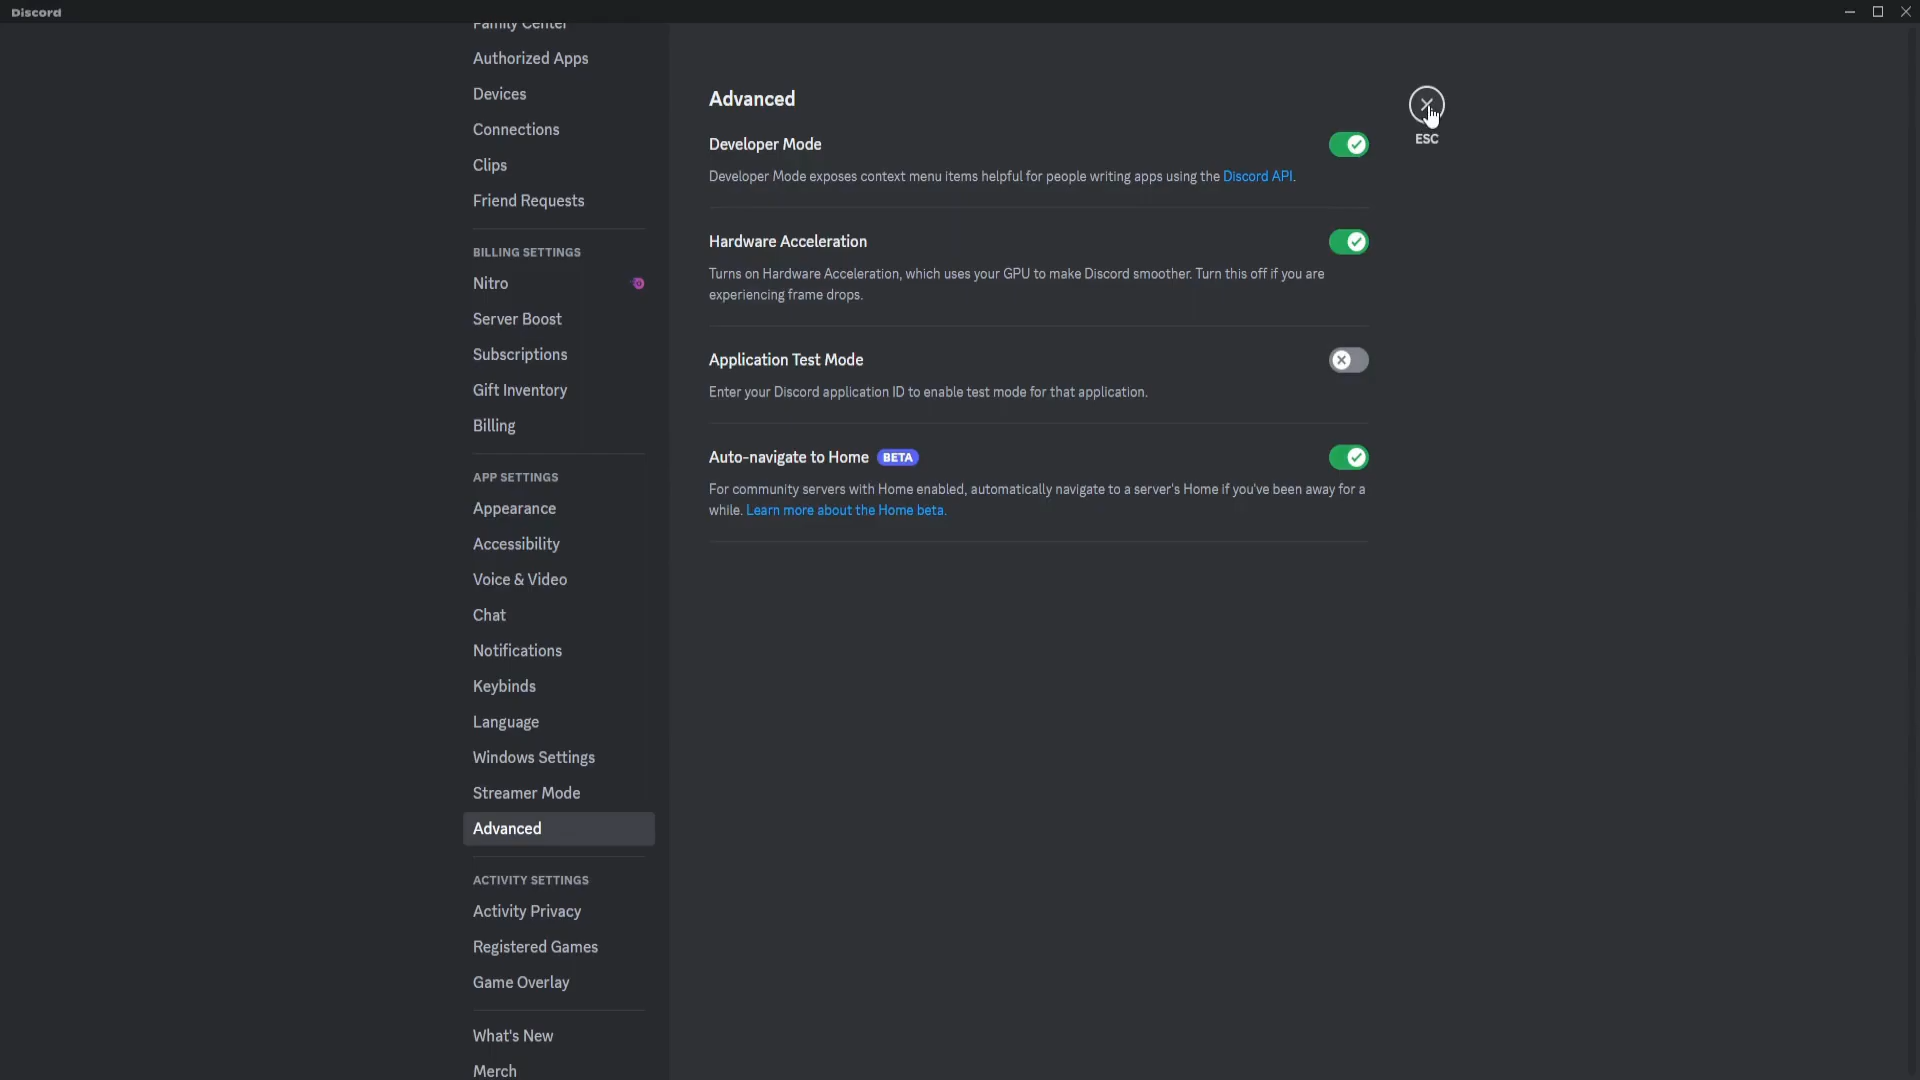 Discord
Family Center
Authorized Apps
Devices
Connections
Clips
Friend Requests
BILLING SETTINGS
Nitro
Server Boost
Subscriptions
Gift Inventory
Billing
APP SETTINGS
Appearance
Accessibility
Voice & Video
Chat
Notifications
Keybinds
Language
Windows Settings
Streamer Mode
Advanced
ACTIVITY SETTINGS
Activity Privacy
Registered Games
Game Overlay
What's New
Merch
Advanced
Developer Mode
Developer Mode exposes context menu items helpful for people writing apps using the Discord API.
Hardware Acceleration
Turns on Hardware Acceleration, which uses your GPU to make Discord smoother. Turn this off if you are
experiencing frame drops.
Application Test Mode
Enter your Discord application ID to enable test mode for that application.
Auto-navigate to Home BETA
For community servers with Home enabled, automatically navigate to a server's Home if you've been away for a
while. Learn more about the Home beta.
ESC